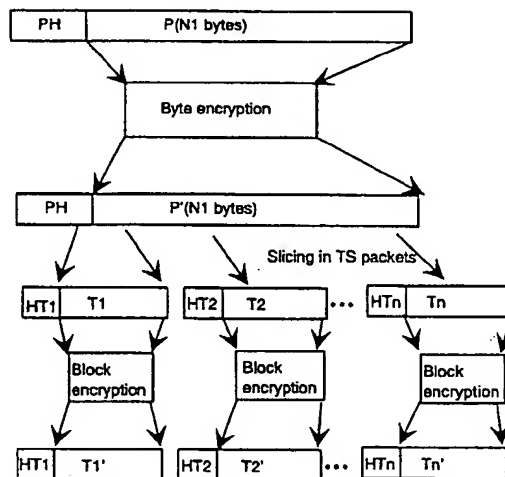 PH P(N1 bytes)
Byte encryption
PH P'(N1 bytes)
Slicing in TS packets
HT1 T1 HT2 T2 ••• HTn Tn
Block encryption Block encryption Block encryption
HT1 T1' HT2 T2' ••• HTn Tn'